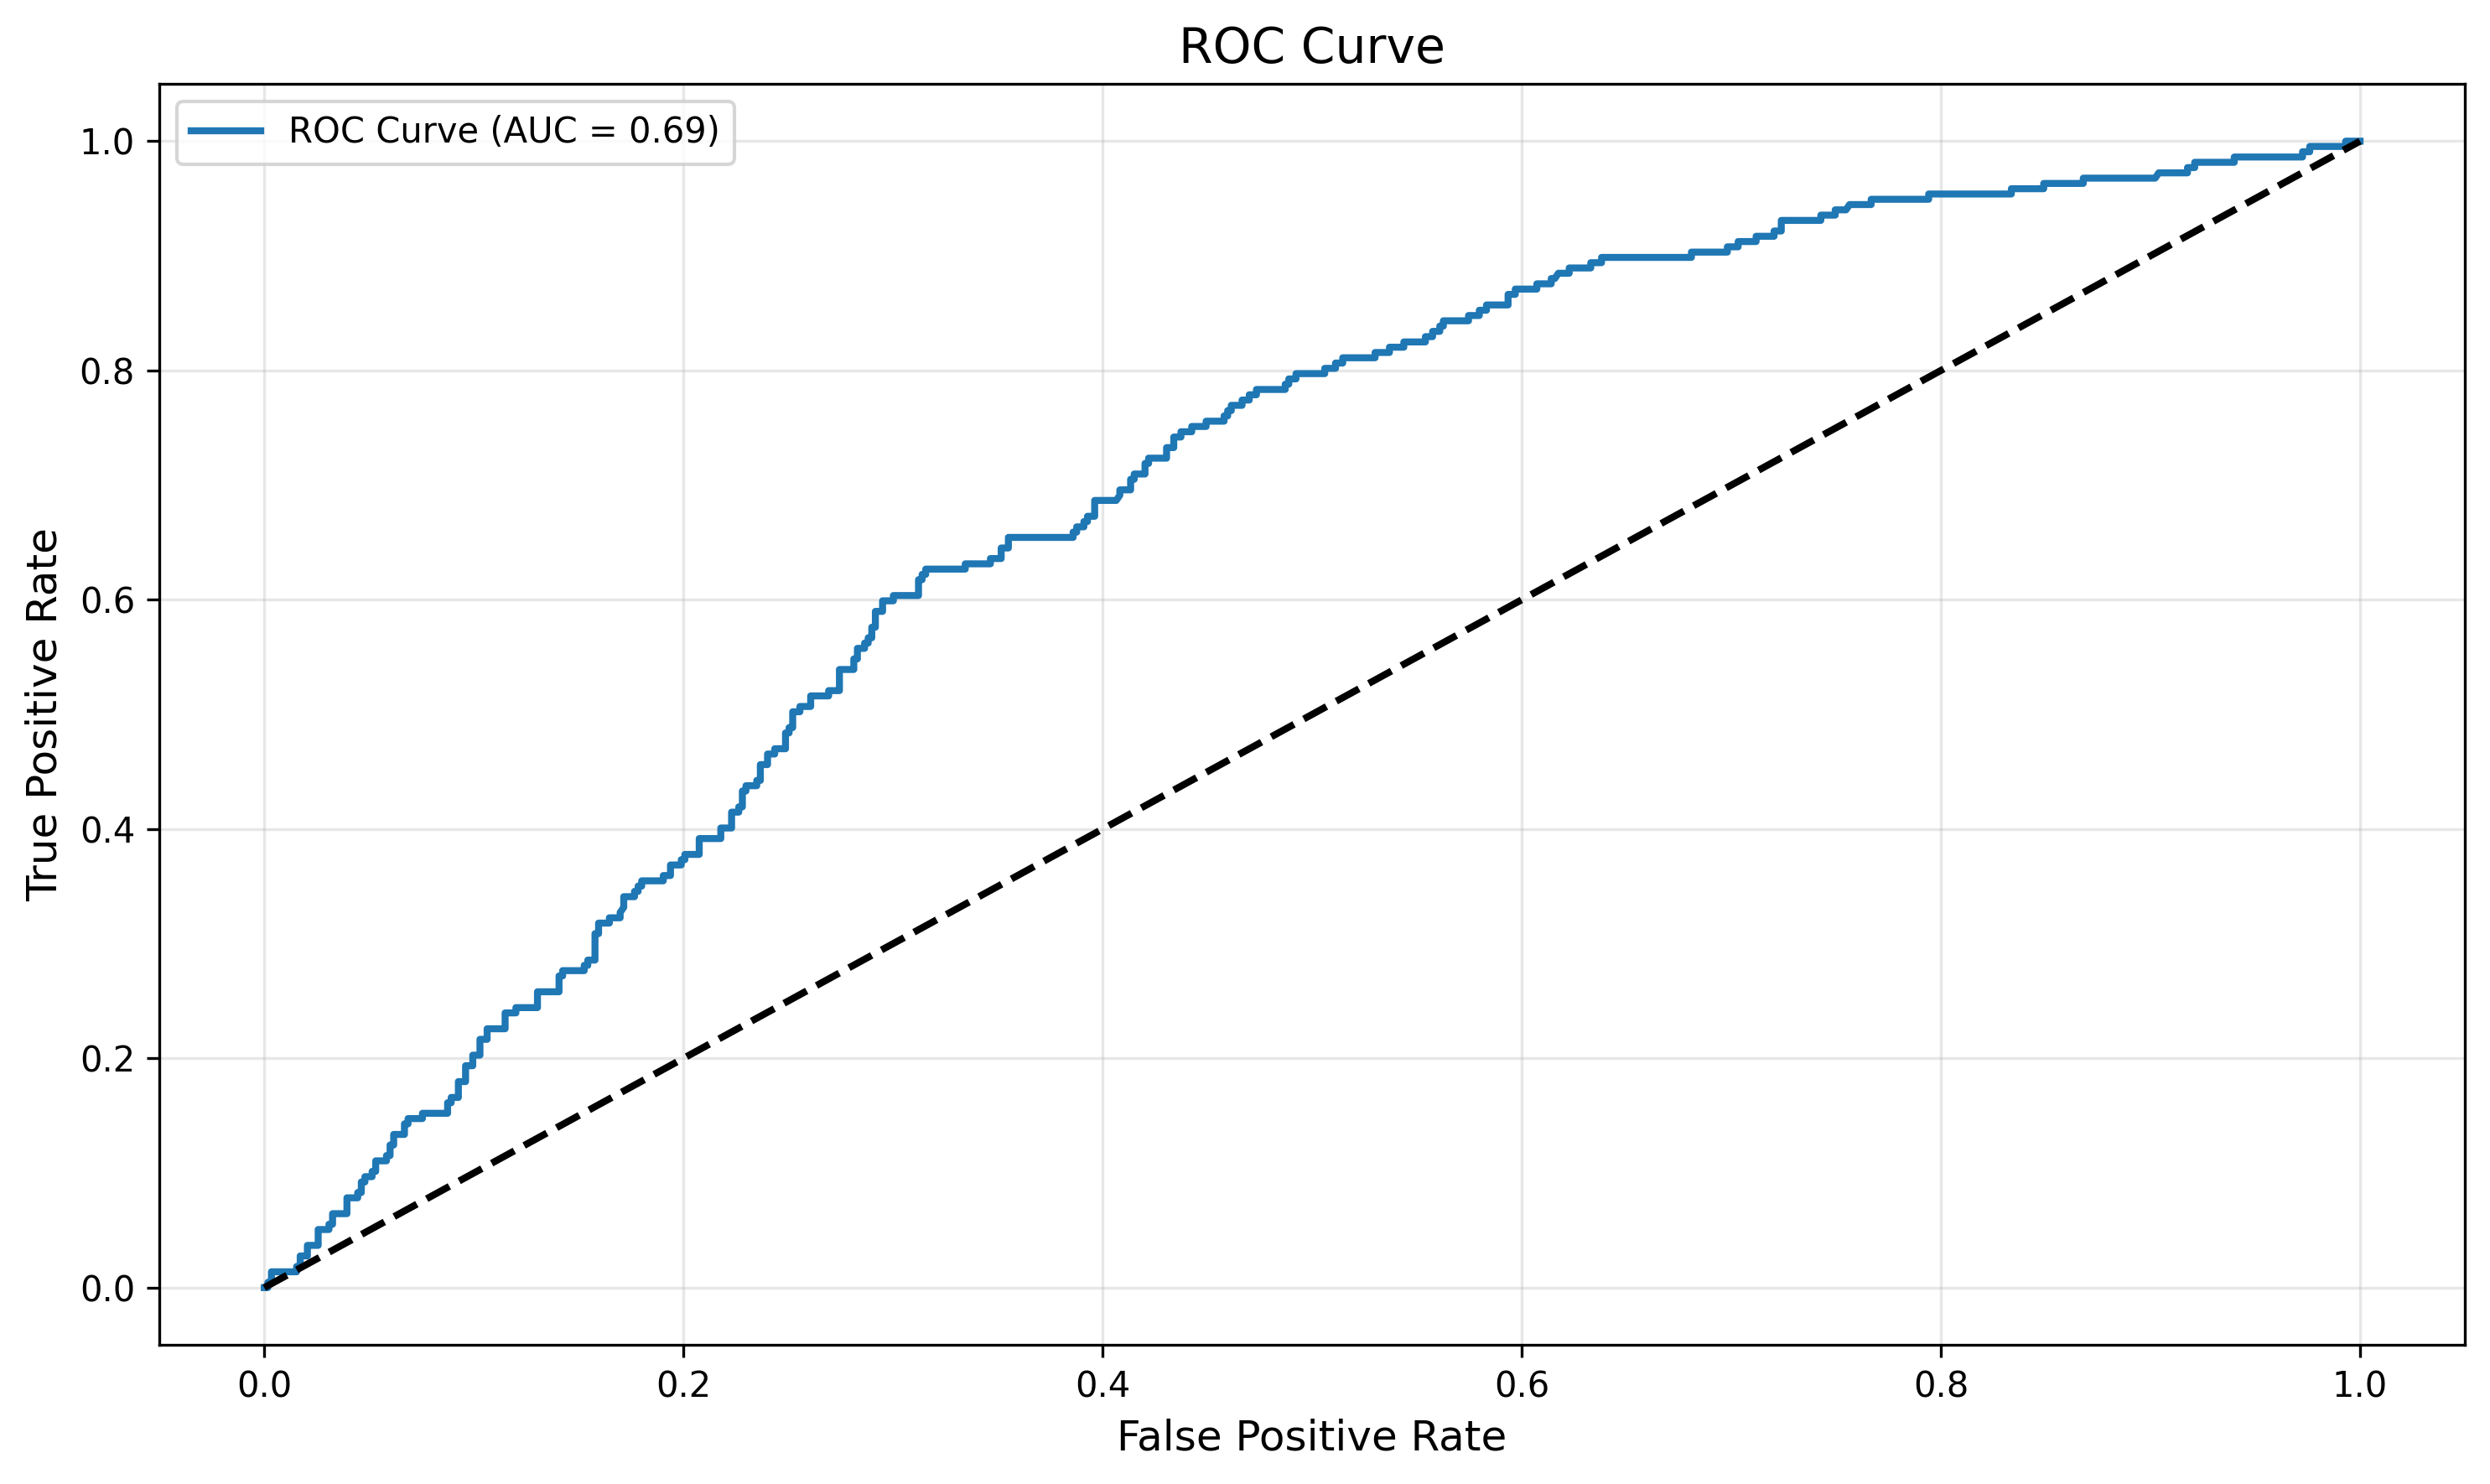 ROC Curve
ROC Curve (AUC = 0.69)
True Positive Rate
1.0
0.8
0.6
0.4
0.2
0.0
0.0 0.2 0.4 0.6 0.8 1.0
False Positive Rate